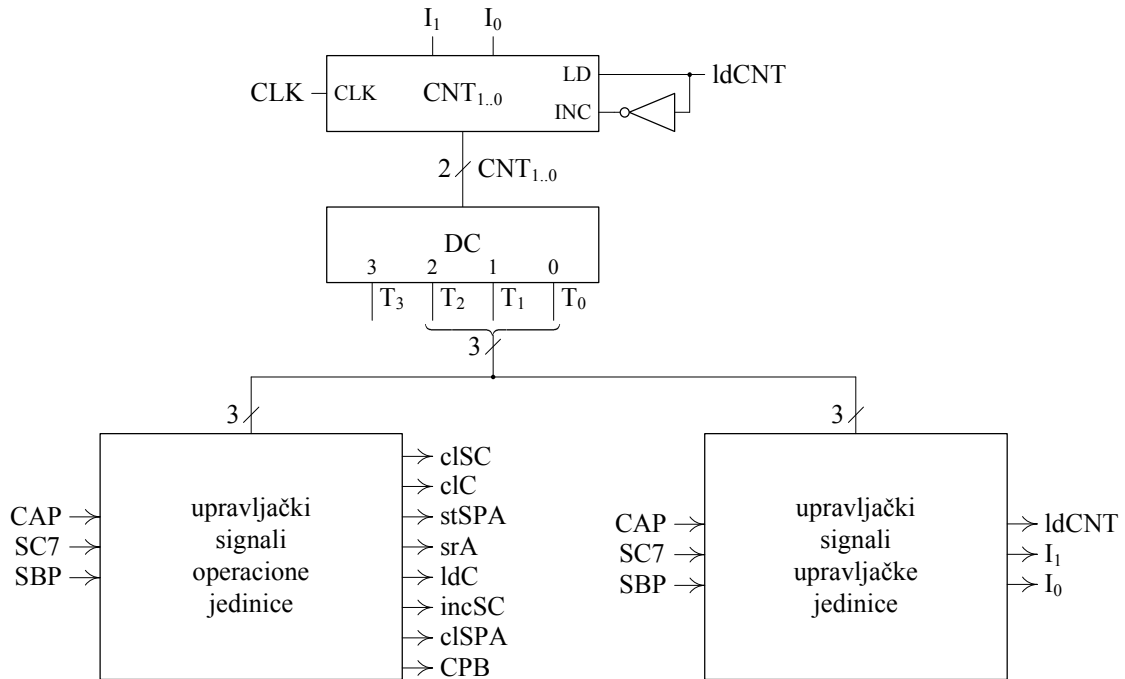 I₁ I₀
LD ldCNT
CLK CLK CNT₁..₀
INC
2 CNT₁..₀
DC
3 2 1 0
T₃ T₂ T₁ T₀
3
3 3
clSC
clC
upravljački
signali
operacione
jedinice
CAP
SC7
SBP
stSPA
srA
ldC
incSC
clSPA
CPB
upravljački
signali
upravljačke
jedinice
CAP
SC7
SBP
ldCNT
I₁
I₀